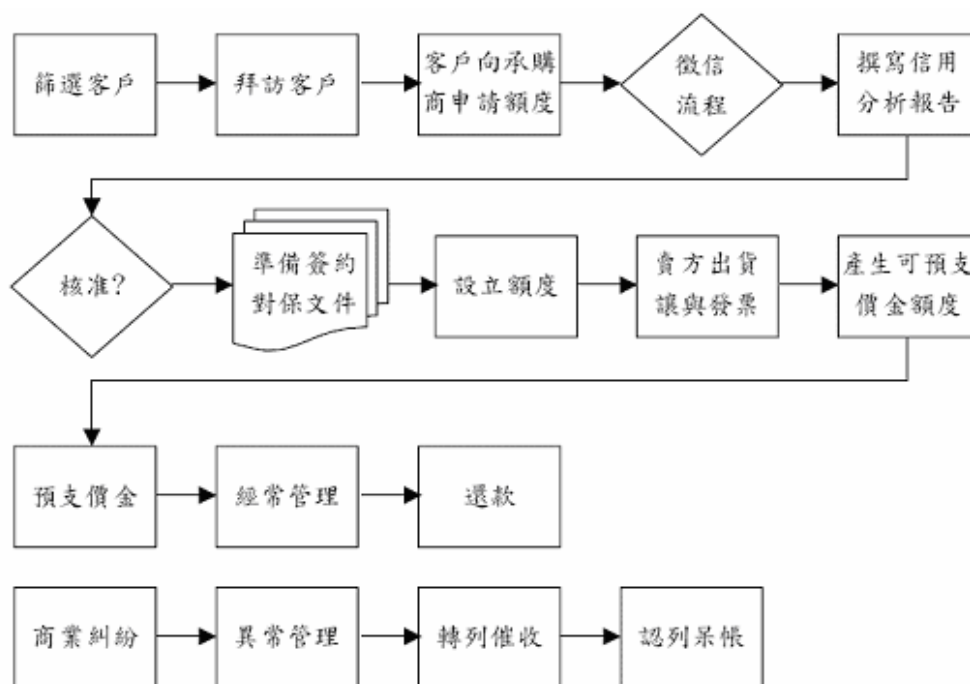 篩選客戶
拜訪客戶
客戶向承購
商申請額度
徵信
流程
撰寫信用
分析報告
核准?
準備簽約
對保文件
設立額度
賣方出貨
讓與發票
產生可預支
價金額度
預支價金
經常管理
還款
商業糾紛
異常管理
轉列催收
認列呆帳